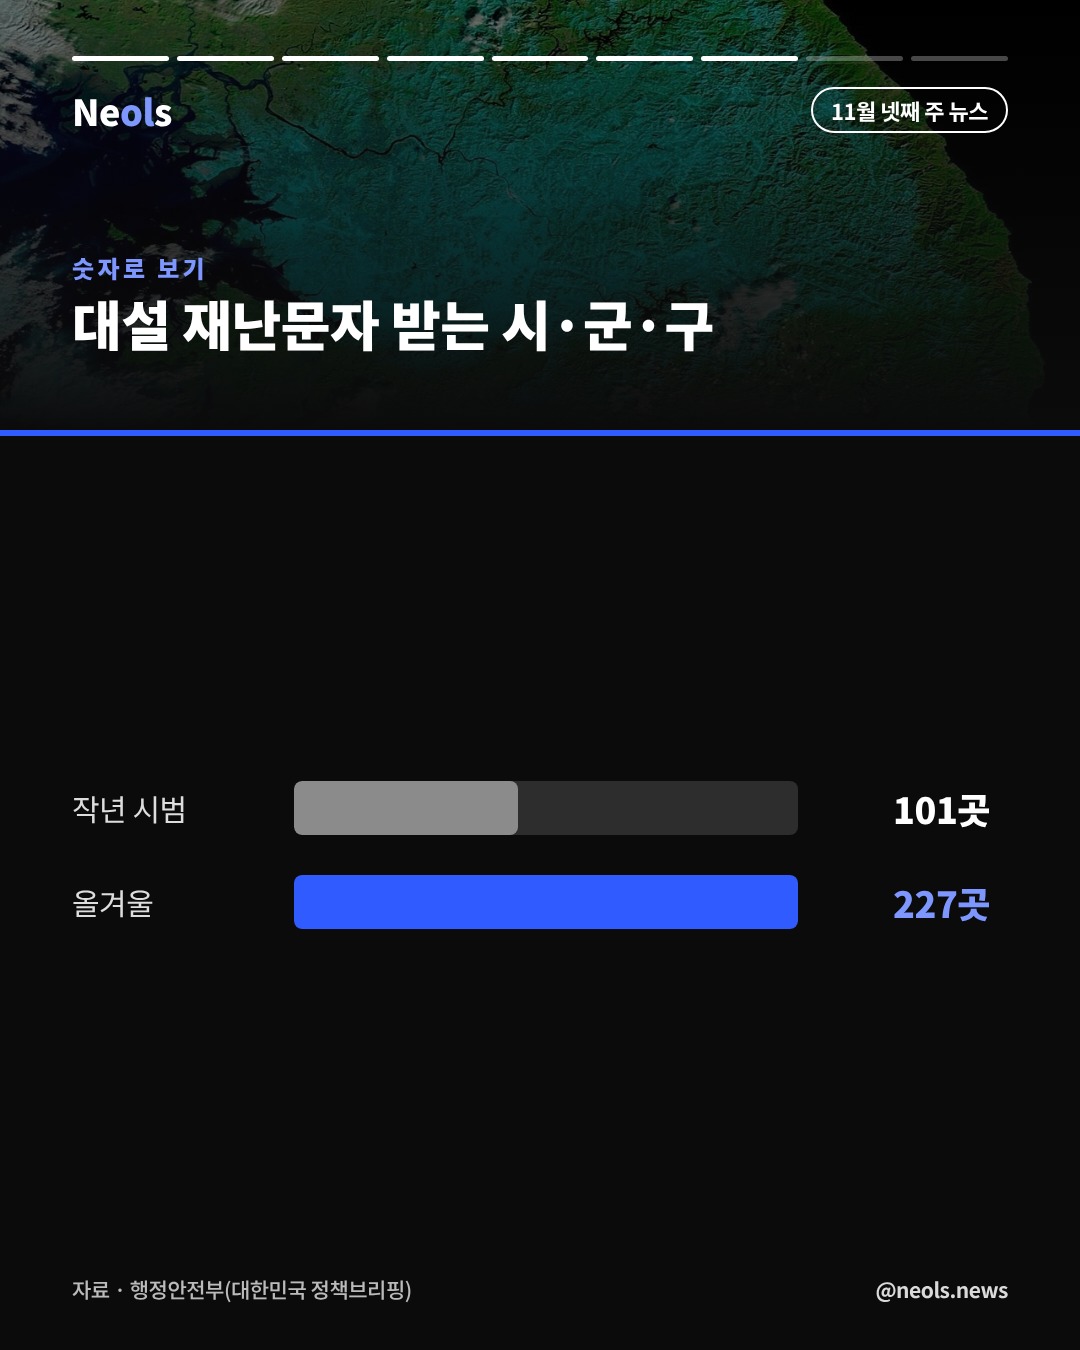 Neols
11월 넷째 주 뉴스
숫자로 보기
대설 재난문자 받는 시·군·구
작년 시범
101곳
올겨울
227곳
자료 · 행정안전부(대한민국 정책브리핑)
@neols.news